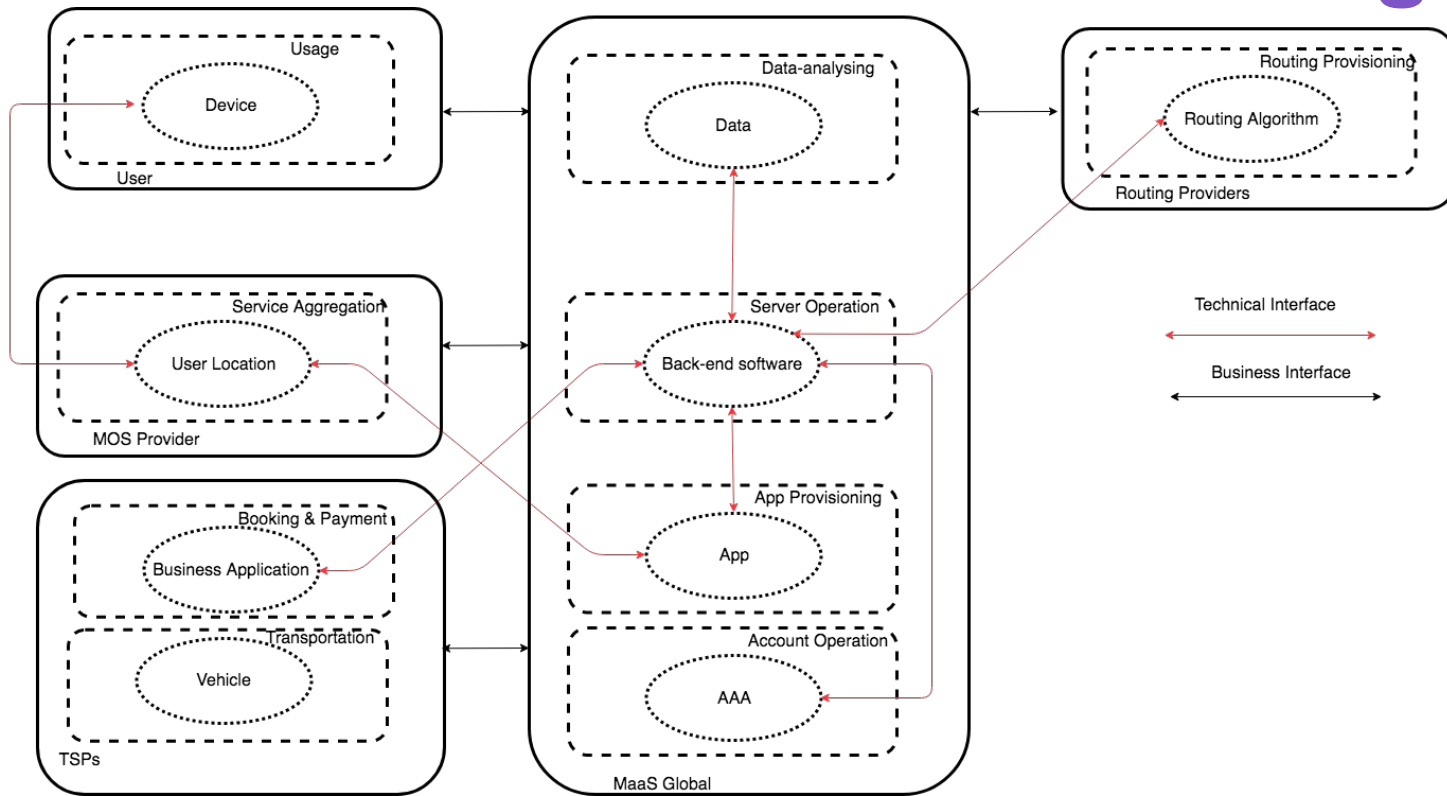 Usage
Device
User
Service Aggregation
User Location
MOS Provider
Booking & Payment
Business Application
Transportation
Vehicle
TSPs
Data-analysing
Data
Server Operation
Back-end software
App Provisioning
App
Account Operation
AAA
MaaS Global
Routing Provisioning
Routing Algorithm
Routing Providers
Technical Interface
Business Interface